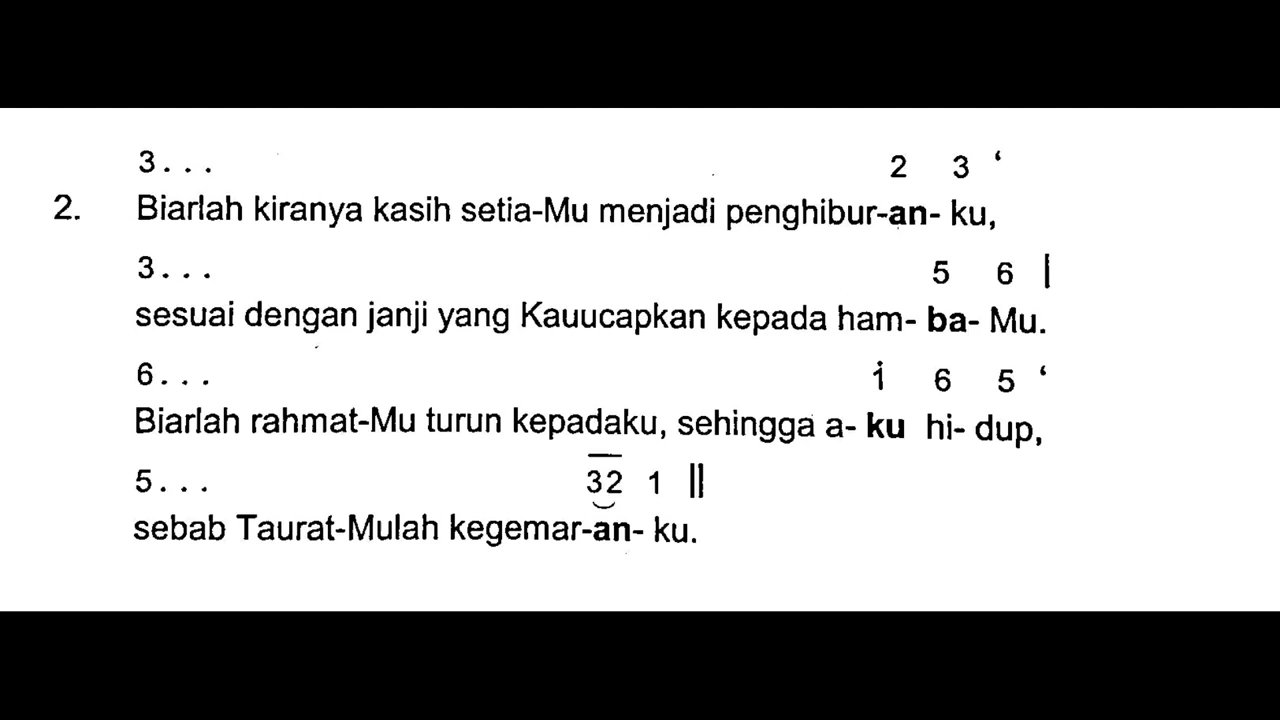 3 . . . 2 3 ‘
2. Biarlah kiranya kasih setia-Mu menjadi penghibur-an- ku,
3 . . . 5 6 |
sesuai dengan janji yang Kauucapkan kepada ham- ba- Mu.
6 . . . 1̇ 6 5 ‘
Biarlah rahmat-Mu turun kepadaku, sehingga a- ku hi- dup,
5 . . . 32 1 ||
sebab Taurat-Mulah kegemar-an- ku.